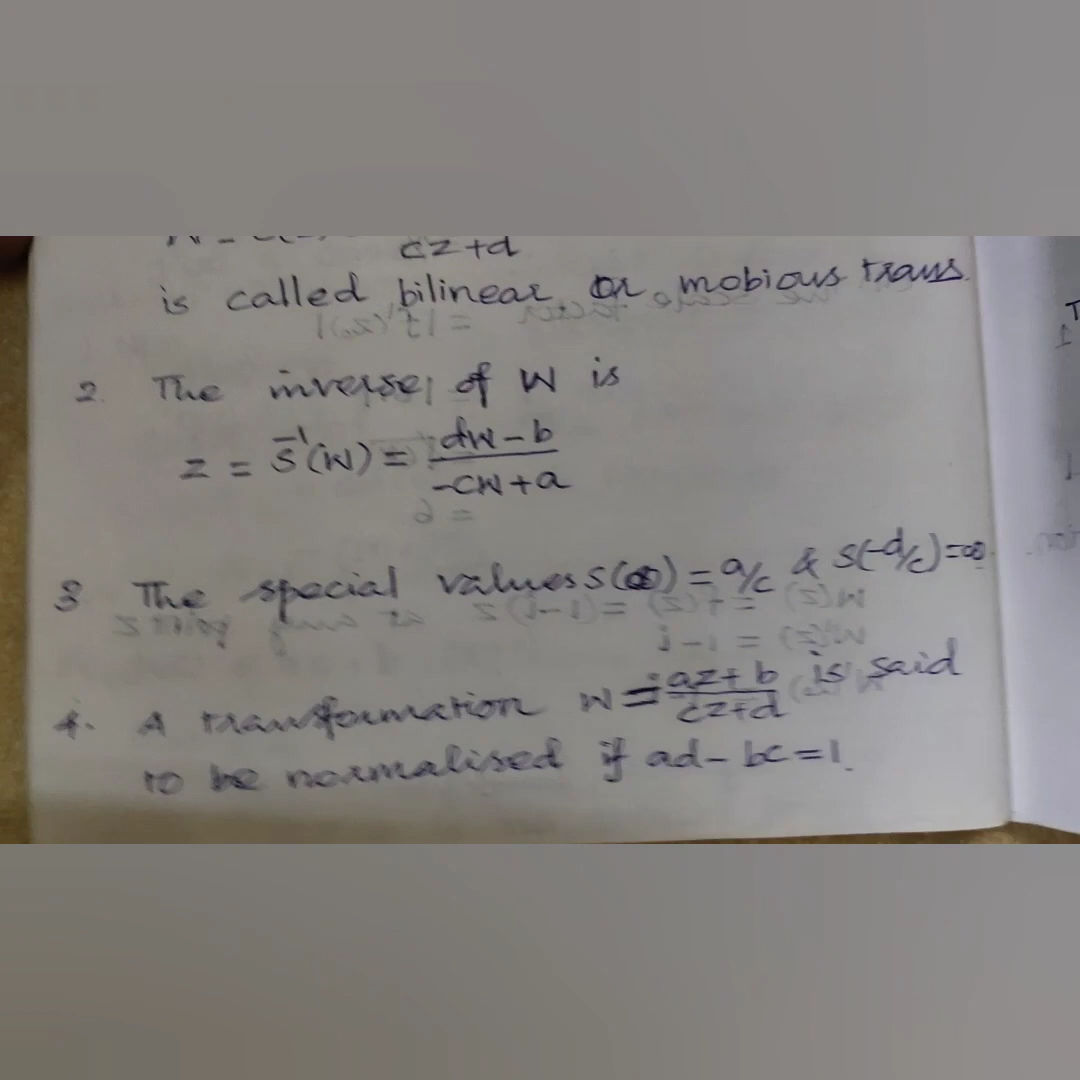 cz+d
is called bilinear or mobious trans
2. The inverse of W is
z = s⁻¹(w) = dw-b / -cw+a
3 The special values s(∞) = a/c & s(-d/c)=∞
4. A transformation w = az+b / cz+d is said
to be normalised if ad-bc=1.